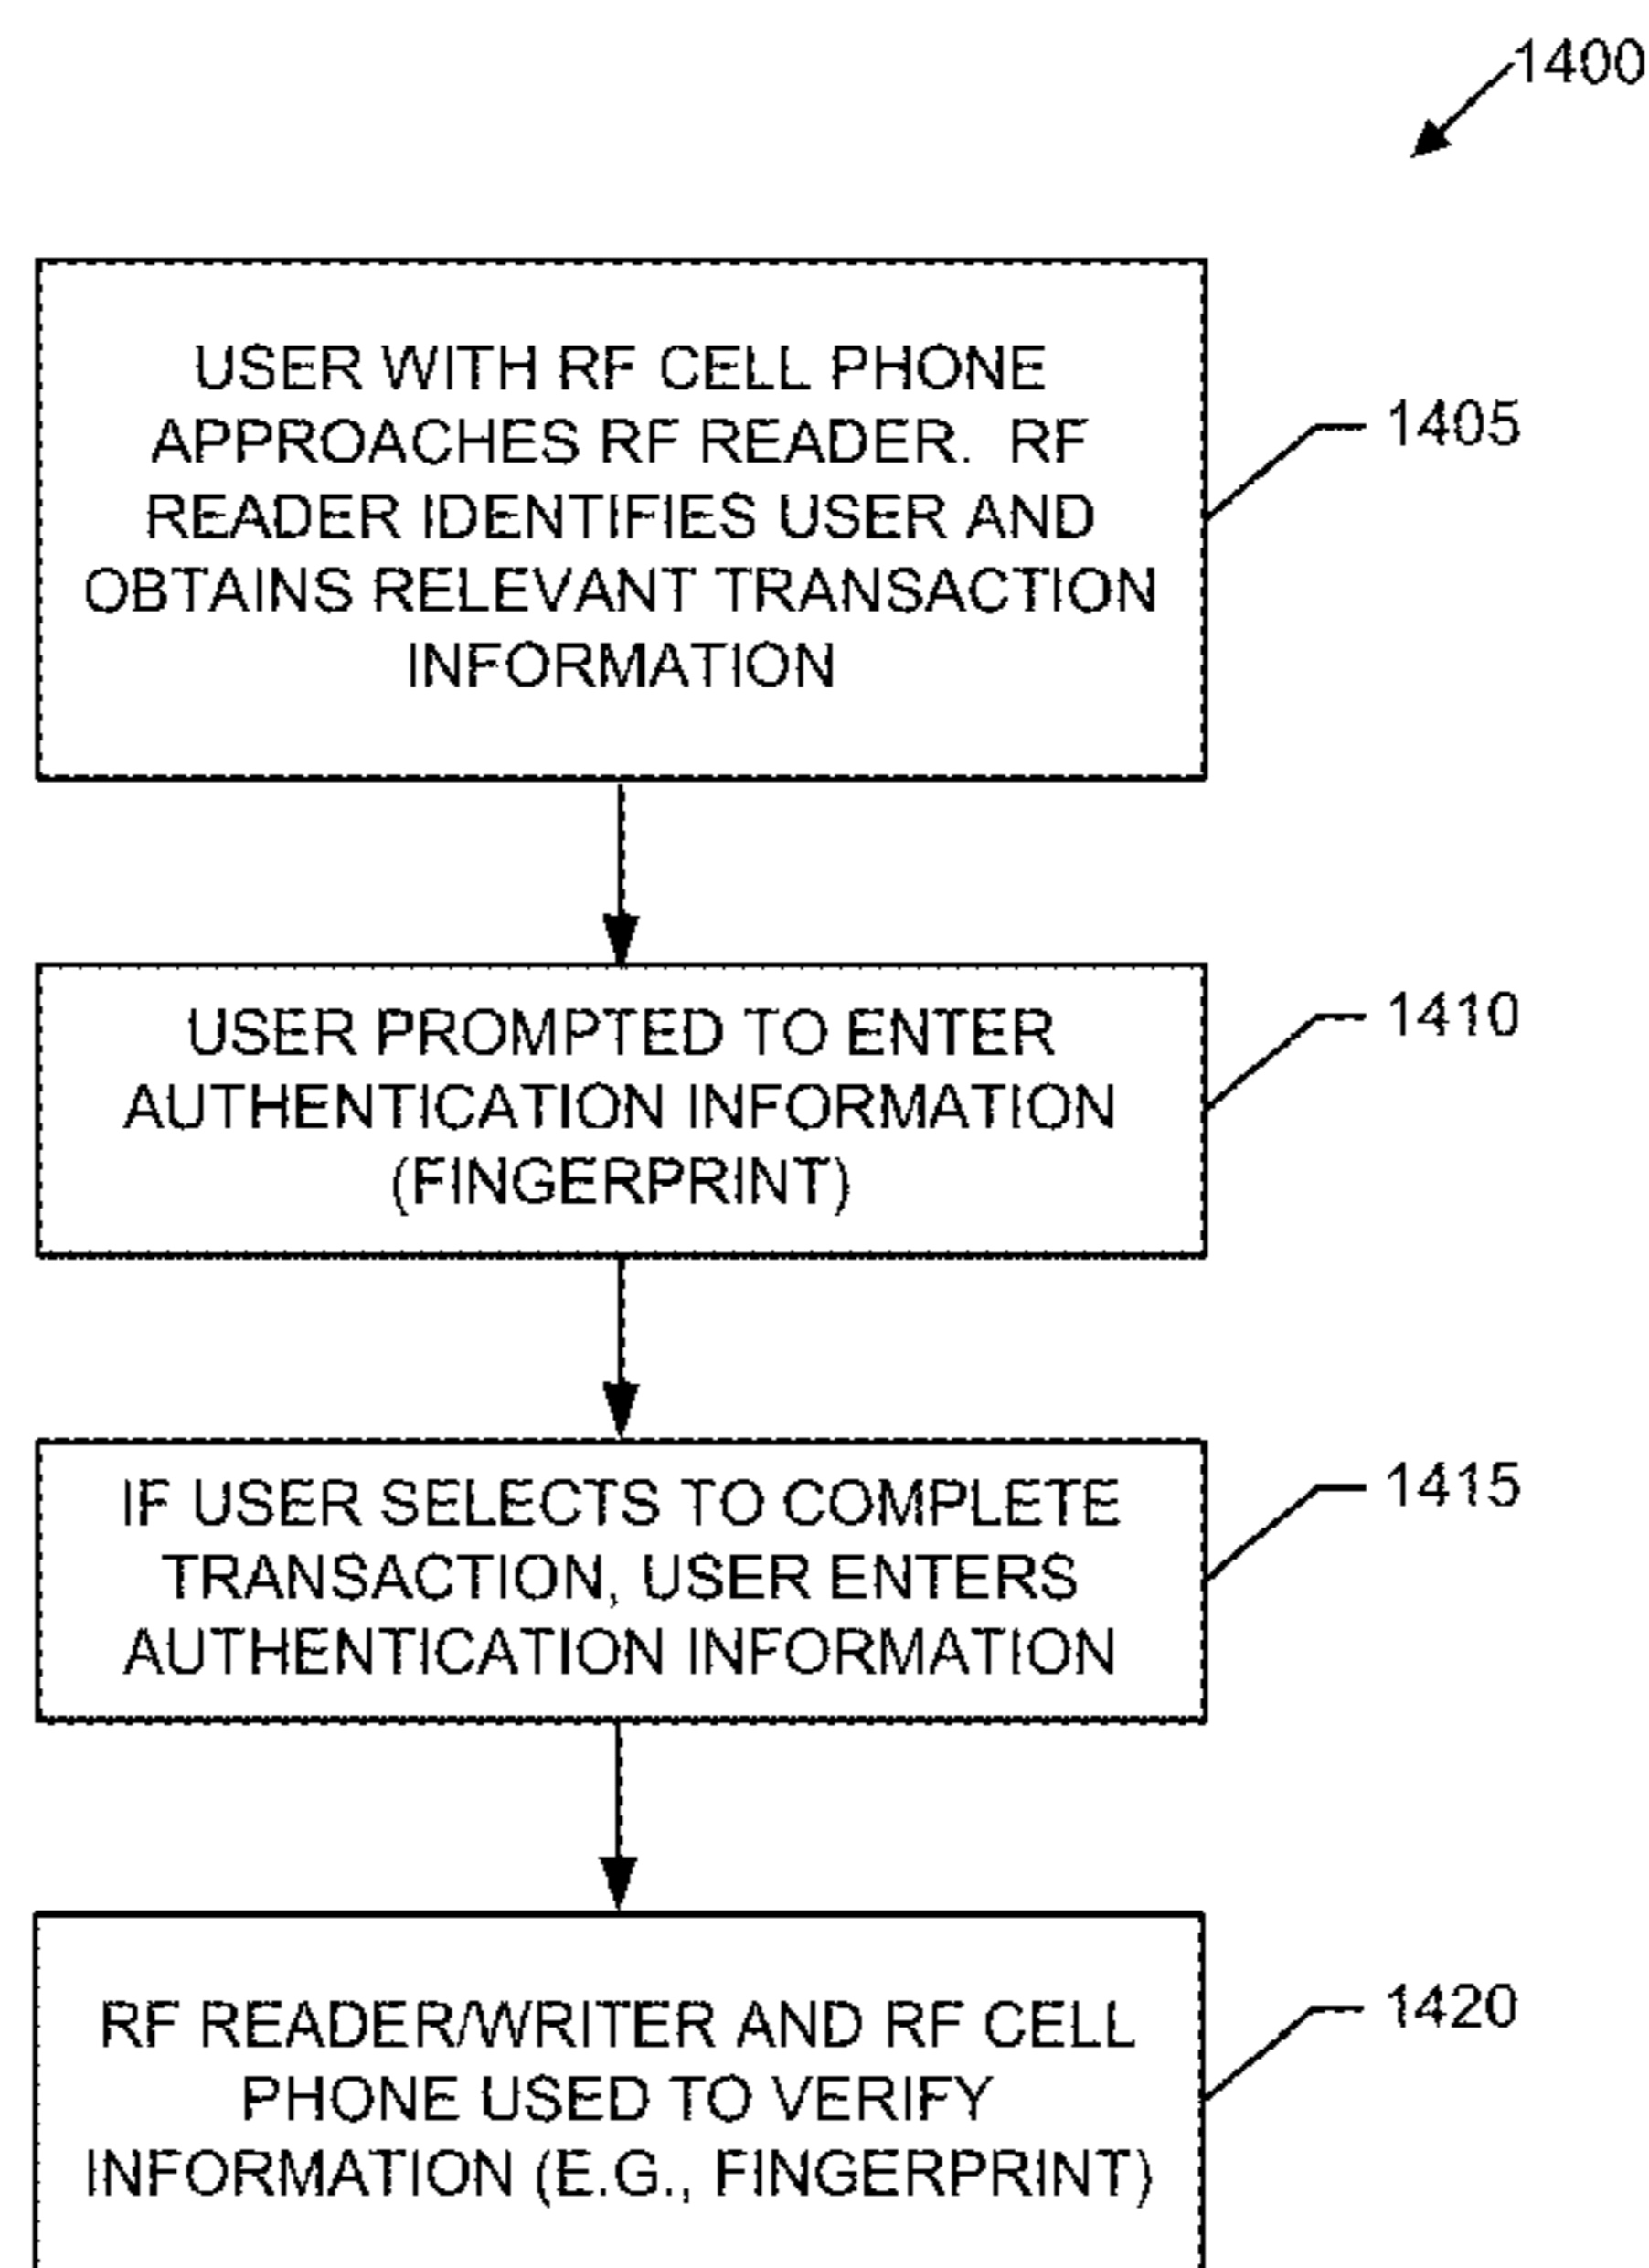 1400
USER WITH RF CELL PHONE
APPROACHES RF READER. RF
READER IDENTIFIES USER AND
OBTAINS RELEVANT TRANSACTION
INFORMATION
1405
USER PROMPTED TO ENTER
AUTHENTICATION INFORMATION
(FINGERPRINT)
1410
IF USER SELECTS TO COMPLETE
TRANSACTION, USER ENTERS
AUTHENTICATION INFORMATION
1415
RF READER/WRITER AND RF CELL
PHONE USED TO VERIFY
INFORMATION (E.G., FINGERPRINT)
1420